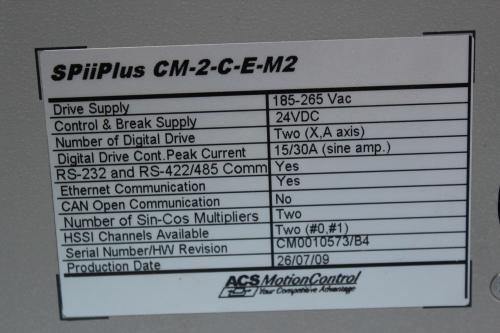 SPiiPlus CM-2-C-E-M2
Drive Supply 185-265 Vac
Control & Break Supply 24VDC
Number of Digital Drive Two (X,A axis)
Digital Drive Cont.Peak Current 15/30A (sine amp.)
RS-232 and RS-422/485 Comm Yes
Ethernet Communication Yes
CAN Open Communication No
Number of Sin-Cos Multipliers Two
HSSI Channels Available Two (#0,#1)
Serial Number/HW Revision CM0010573/B4
Production Date 26/07/09
ACS MotionControl
Your Competitive Advantage